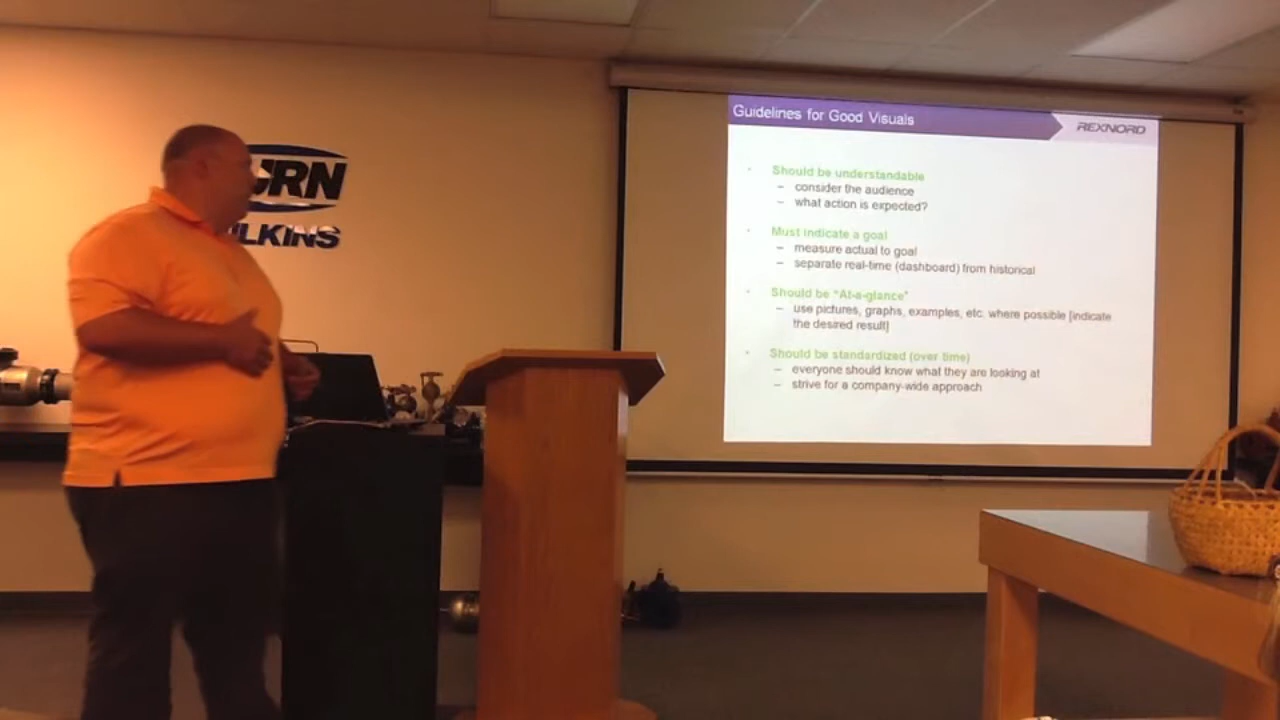 Guidelines for Good Visuals
REXNORD
Should be understandable
– consider the audience
– what action is expected?
Must indicate a goal
– measure actual to goal
– separate real-time (dashboard) from historical
Should be "At-a-glance"
– use pictures, graphs, examples, etc. where possible [indicate
the desired result]
Should be standardized (over time)
– everyone should know what they are looking at
– strive for a company-wide approach
URN
LKINS